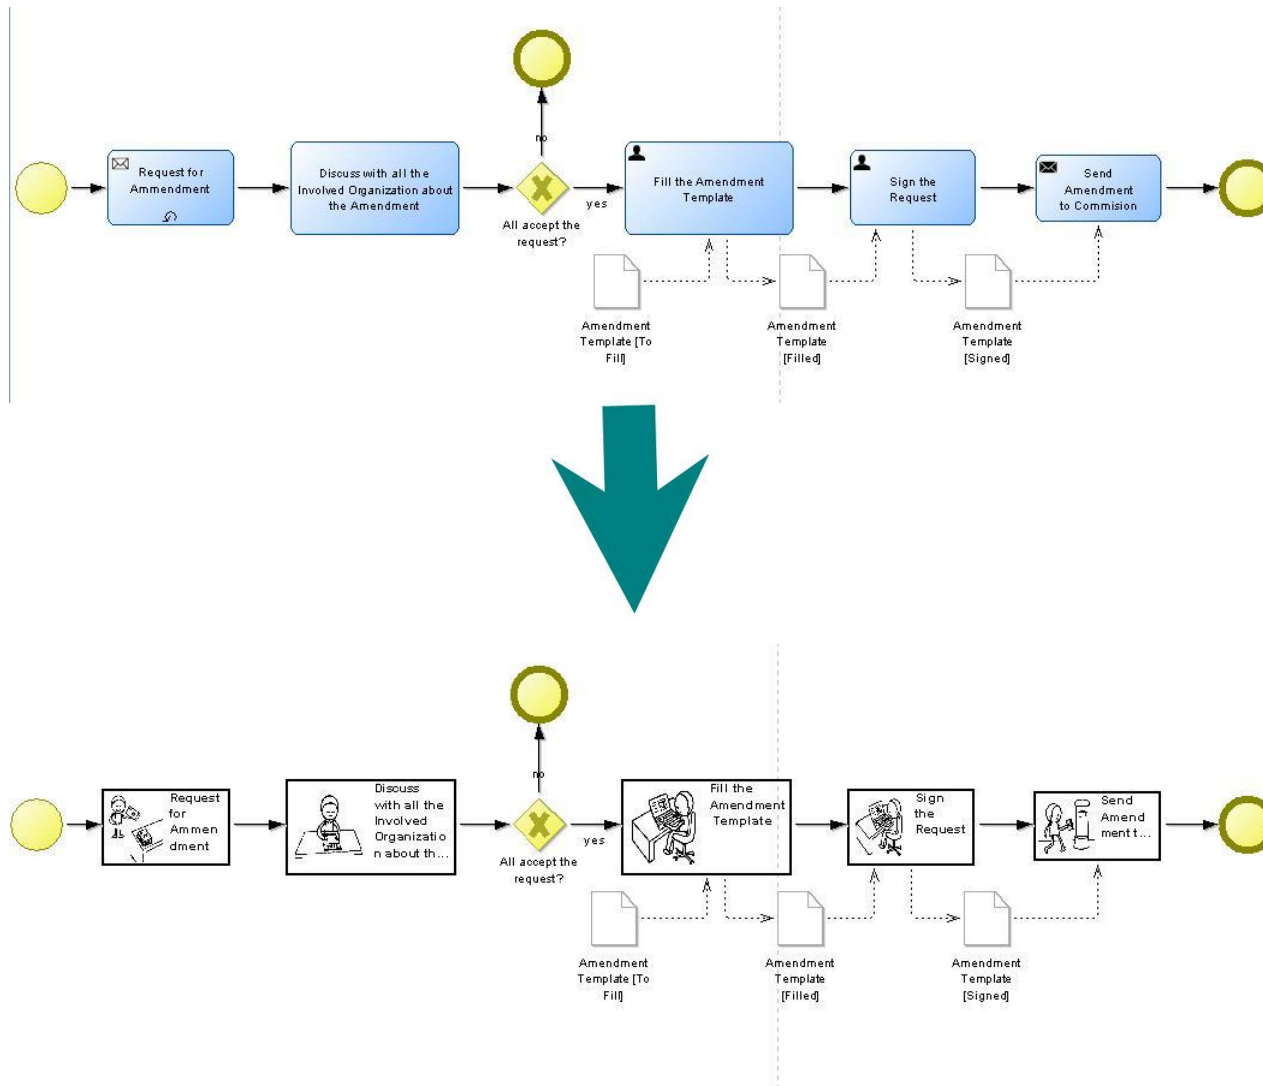 no
Request for
Ammendment
Discuss with all the
Involved Organization about
the Amendment
yes
All accept the
request?
Fill the Amendment
Template
Sign the
Request
Send
Amendment
to Commision
Amendment
Template [To
Fill]
Amendment
Template
[Filled]
Amendment
Template
[Signed]
no
Request
for
Ammen
dment
Discuss
with all the
Involved
Organizatio
n about th...
yes
All accept the
request?
Fill the
Amendment
Template
Sign
the
Request
Send
Amend
ment t...
Amendment
Template [To
Fill]
Amendment
Template
[Filled]
Amendment
Template
[Signed]